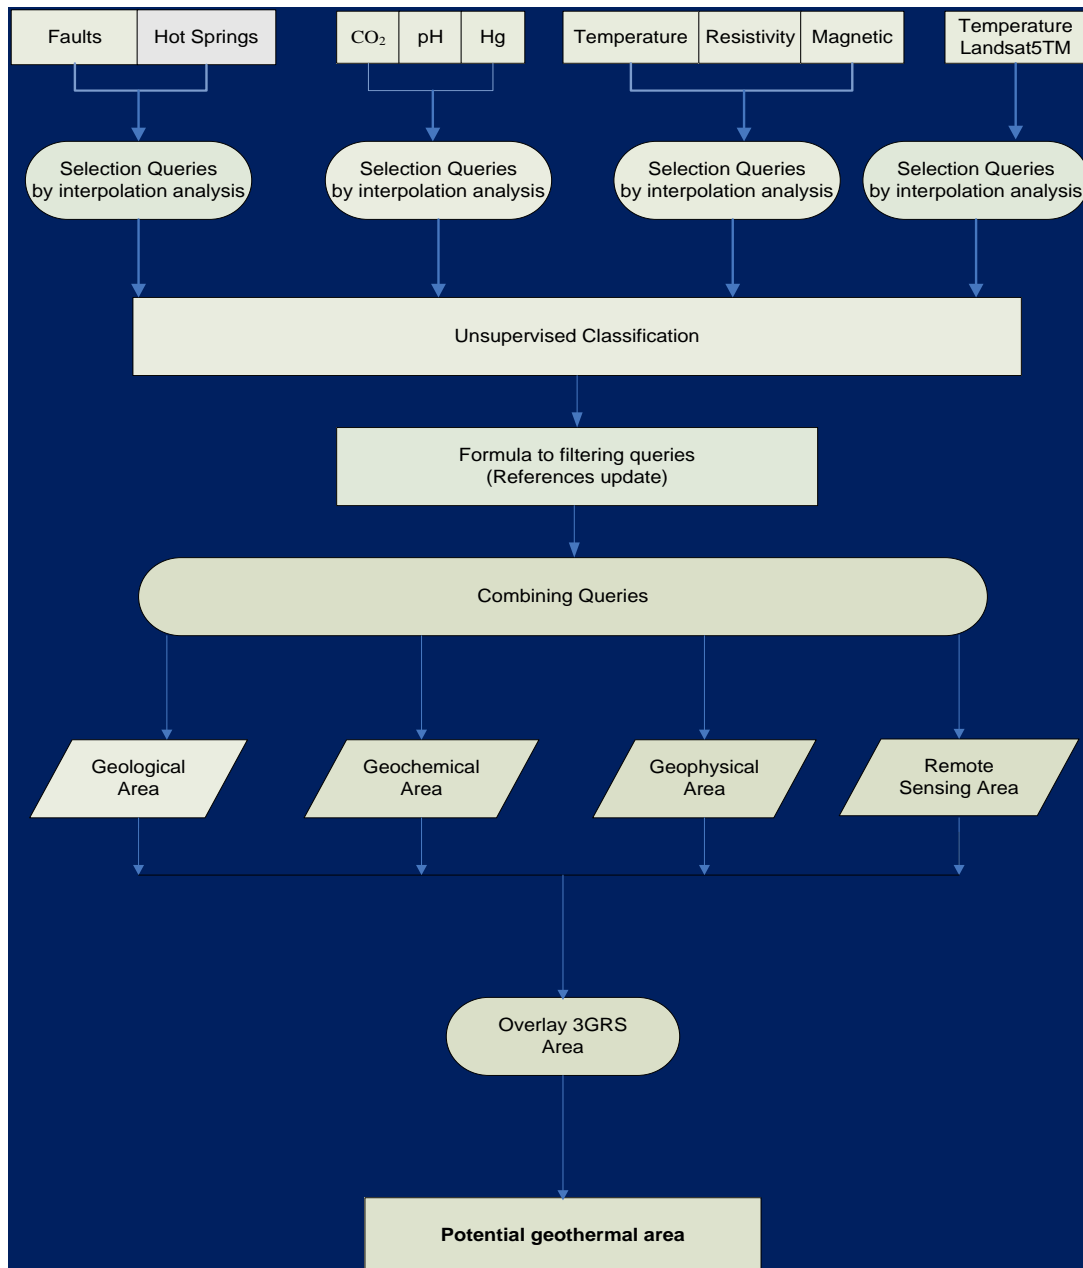 Faults
Hot Springs
CO₂
pH
Hg
Temperature
Resistivity
Magnetic
Temperature
Landsat5TM
Selection Queries
by interpolation analysis
Selection Queries
by interpolation analysis
Selection Queries
by interpolation analysis
Selection Queries
by interpolation analysis
Unsupervised Classification
Formula to filtering queries
(References update)
Combining Queries
Geological
Area
Geochemical
Area
Geophysical
Area
Remote
Sensing Area
Overlay 3GRS
Area
Potential geothermal area